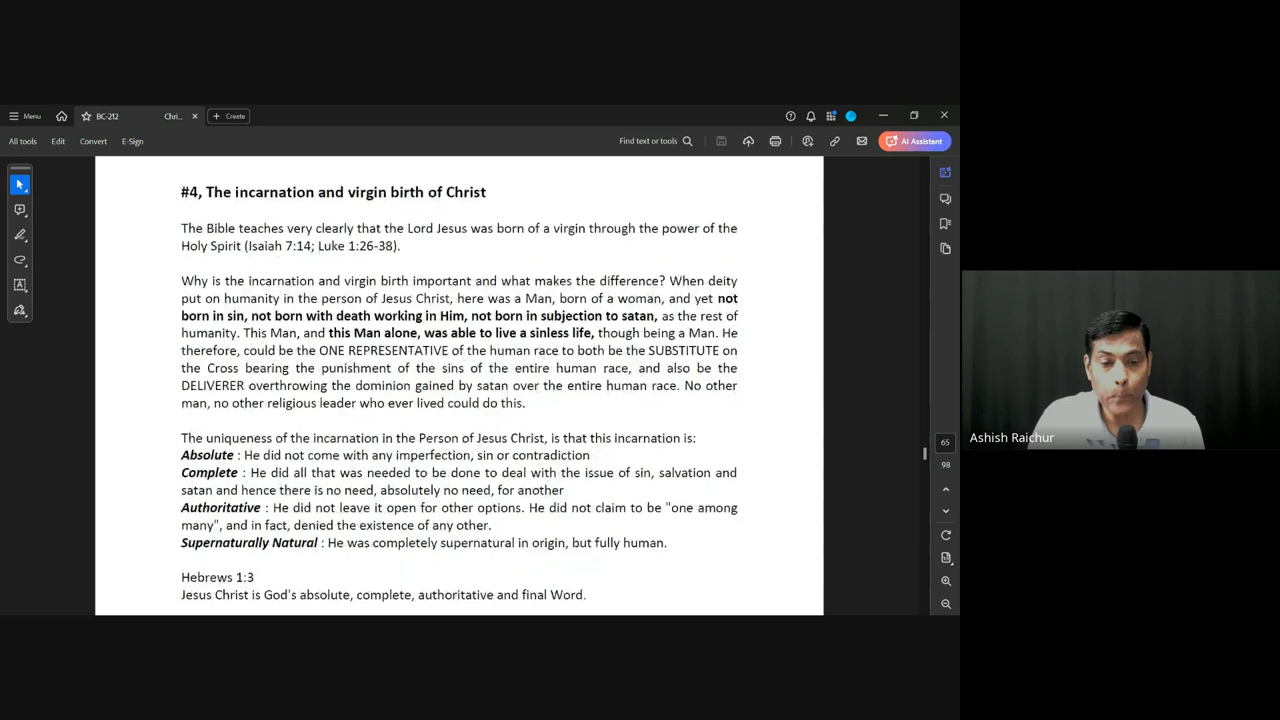 Menu
BC-212
Chri...
Create
All tools
Edit
Convert
E-Sign
Find text or tools
AI Assistant
#4, The incarnation and virgin birth of Christ
The Bible teaches very clearly that the Lord Jesus was born of a virgin through the power of the
Holy Spirit (Isaiah 7:14; Luke 1:26-38).
Why is the incarnation and virgin birth important and what makes the difference? When deity
put on humanity in the person of Jesus Christ, here was a Man, born of a woman, and yet not
born in sin, not born with death working in Him, not born in subjection to satan, as the rest of
humanity. This Man, and this Man alone, was able to live a sinless life, though being a Man. He
therefore, could be the ONE REPRESENTATIVE of the human race to both be the SUBSTITUTE on
the Cross bearing the punishment of the sins of the entire human race, and also be the
DELIVERER overthrowing the dominion gained by satan over the entire human race. No other
man, no other religious leader who ever lived could do this.
The uniqueness of the incarnation in the Person of Jesus Christ, is that this incarnation is:
Absolute : He did not come with any imperfection, sin or contradiction
Complete : He did all that was needed to be done to deal with the issue of sin, salvation and
satan and hence there is no need, absolutely no need, for another
Authoritative : He did not leave it open for other options. He did not claim to be "one among
many", and in fact, denied the existence of any other.
Supernaturally Natural : He was completely supernatural in origin, but fully human.
Hebrews 1:3
Jesus Christ is God's absolute, complete, authoritative and final Word.
65
98
Ashish Raichur